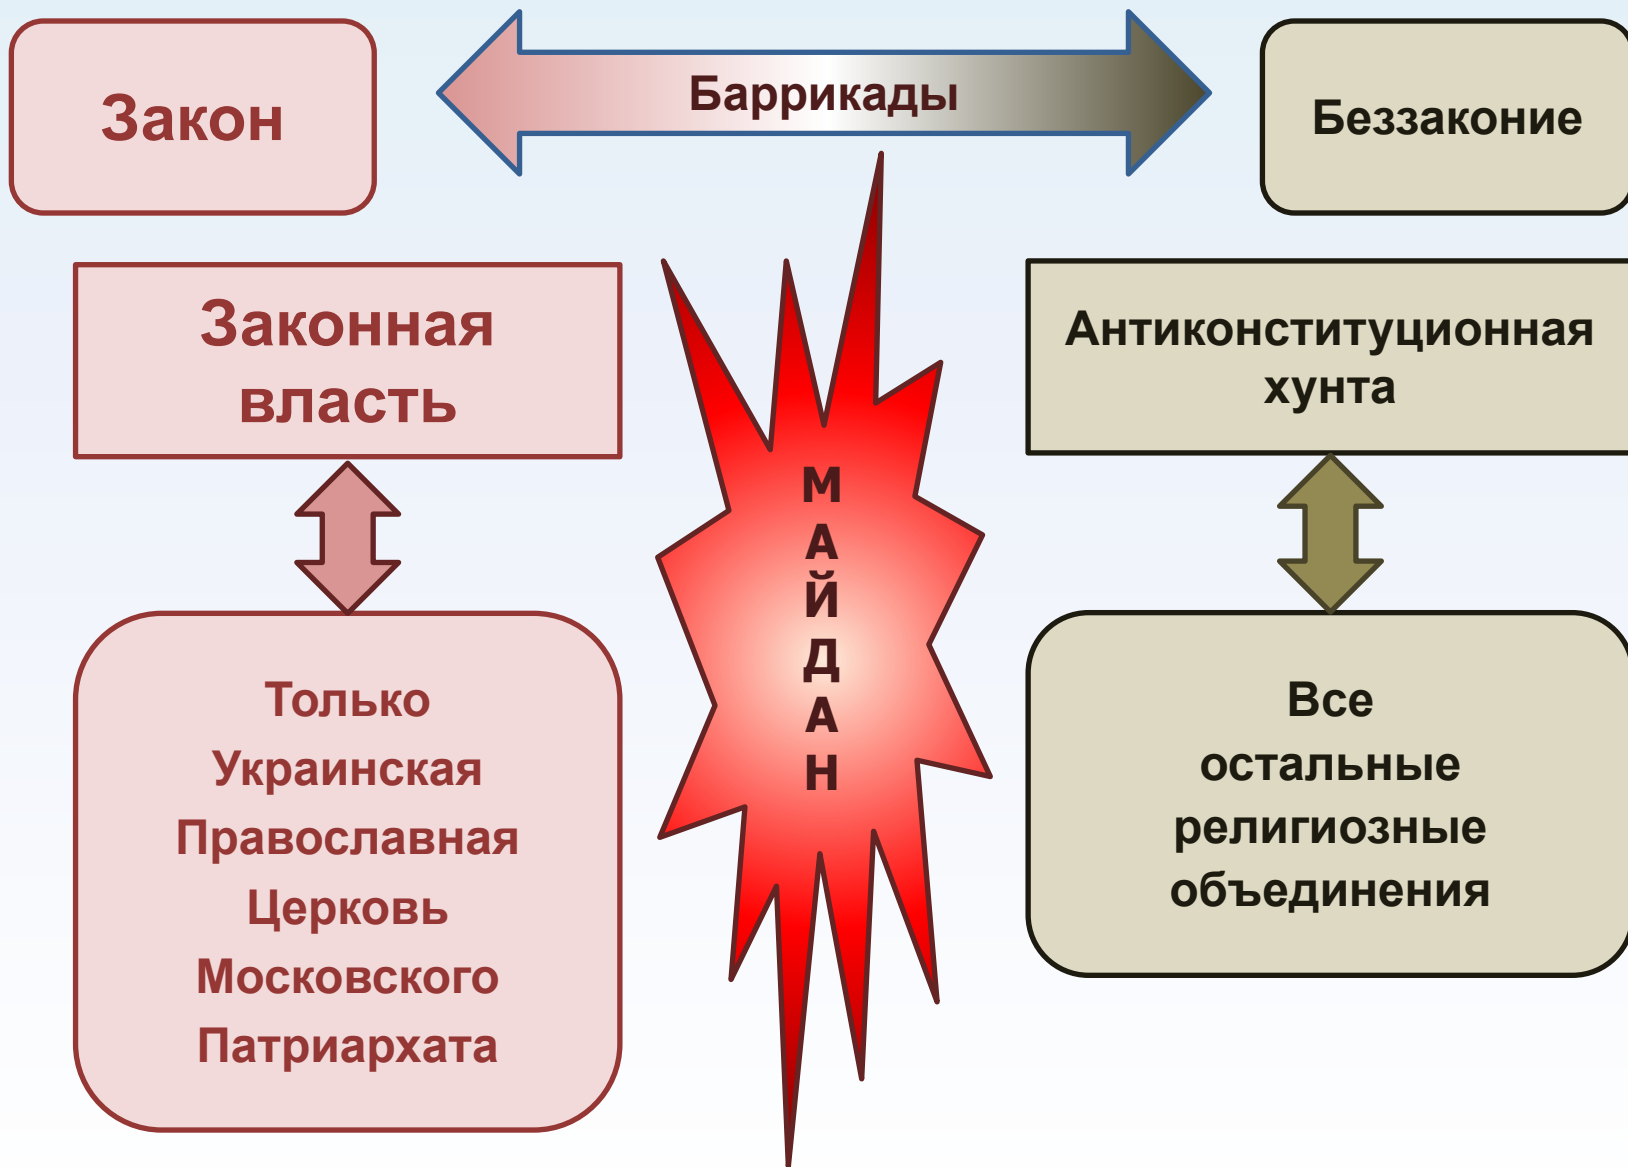 Закон
Баррикады
Беззаконие
Законная
власть
Антиконституционная
хунта
М
А
Й
Д
А
Н
Только
Украинская
Православная
Церковь
Московского
Патриархата
Все
остальные
религиозные
объединения